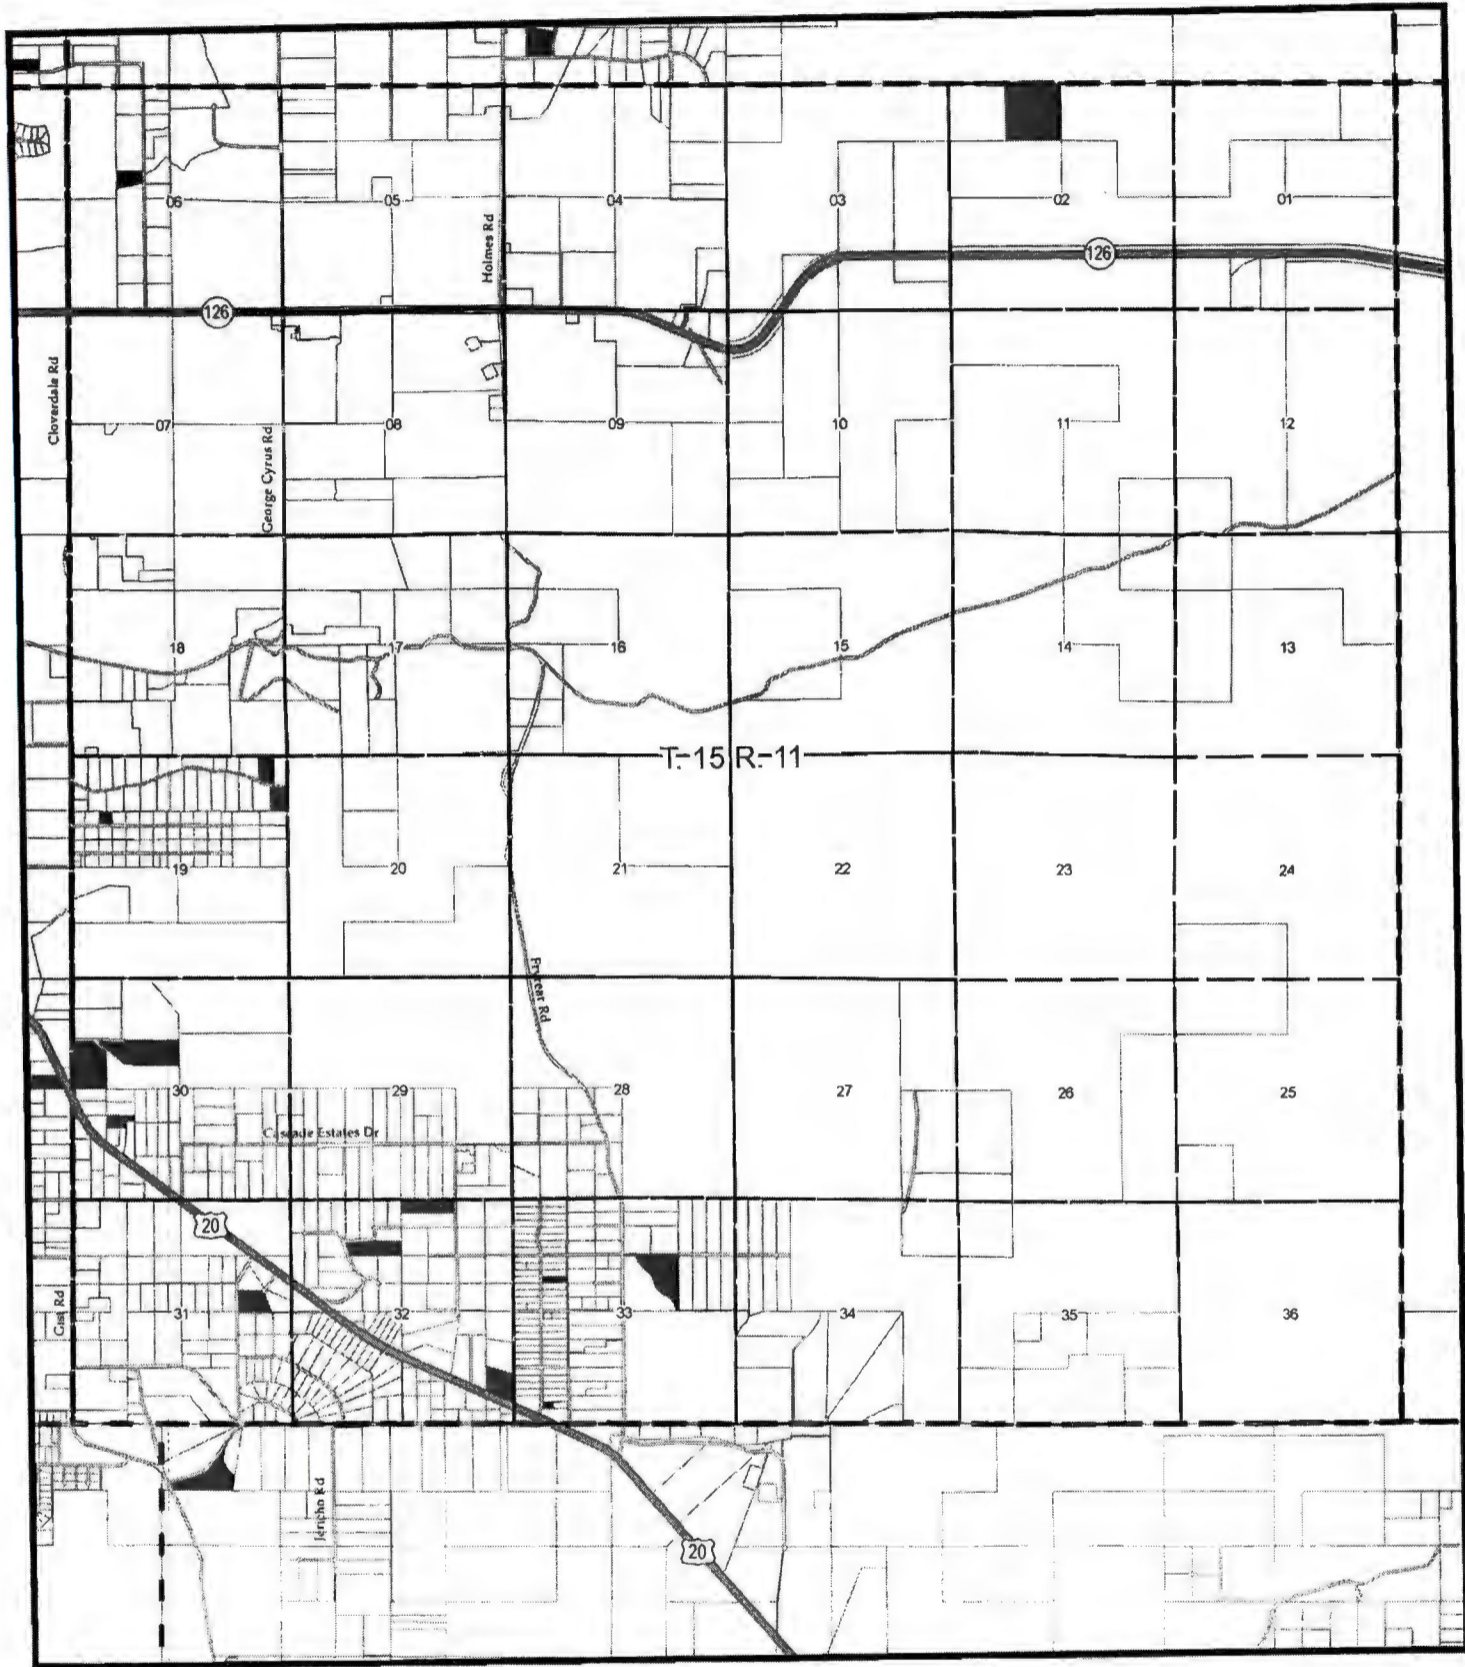 06 05 04 03 02 01
Holmes Rd
126
126
Cloverdale Rd
George Cyrus Rd
07 08 09 10 11 12
18 17 16 15 14 13
T. 15 R. 11
19 20 21 22 23 24
Fryrear Rd
30 29 28 27 26 25
Cascade Estates Dr
20
Gist Rd
31 32 33 34 35 36
Jericho Rd
20